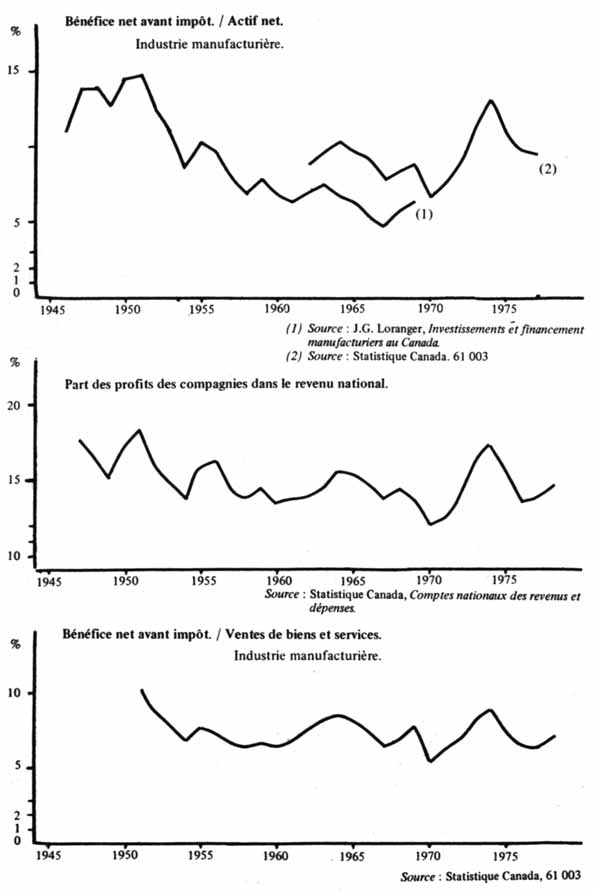 Bénéfice net avant impôt. / Actif net.
%
Industrie manufacturière.
15
5
2
1
0
(2)
(1)
1945 1950 1955 1960 1965 1970 1975
(1) Source : J.G. Loranger, Investissements et financement
manufacturiers au Canada.
(2) Source : Statistique Canada. 61 003
%
Part des profits des compagnies dans le revenu national.
20
15
10
1945 1950 1955 1960 1965 1970 1975
Source : Statistique Canada, Comptes nationaux des revenus et
dépenses.
Bénéfice net avant impôt. / Ventes de biens et services.
%
Industrie manufacturière.
10
5
2
1
0
1945 1950 1955 1960 1965 1970 1975
Source : Statistique Canada, 61 003